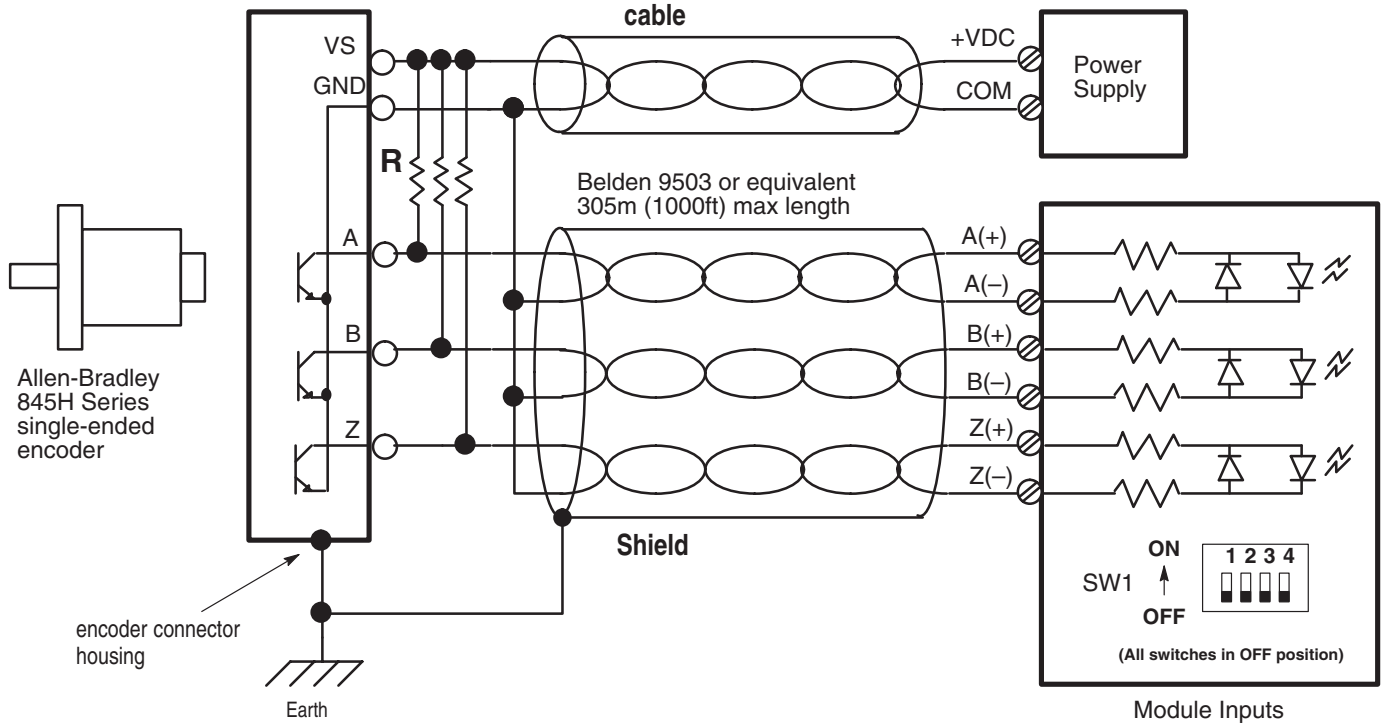 cable
VS
GND
+VDC
COM
Power
Supply
R
Belden 9503 or equivalent
305m (1000ft) max length
A
B
Z
A(+)
A(–)
B(+)
B(–)
Z(+)
Z(–)
Allen-Bradley
845H Series
single-ended
encoder
Shield
ON
SW1
OFF
1 2 3 4
(All switches in OFF position)
encoder connector
housing
Earth
Module Inputs